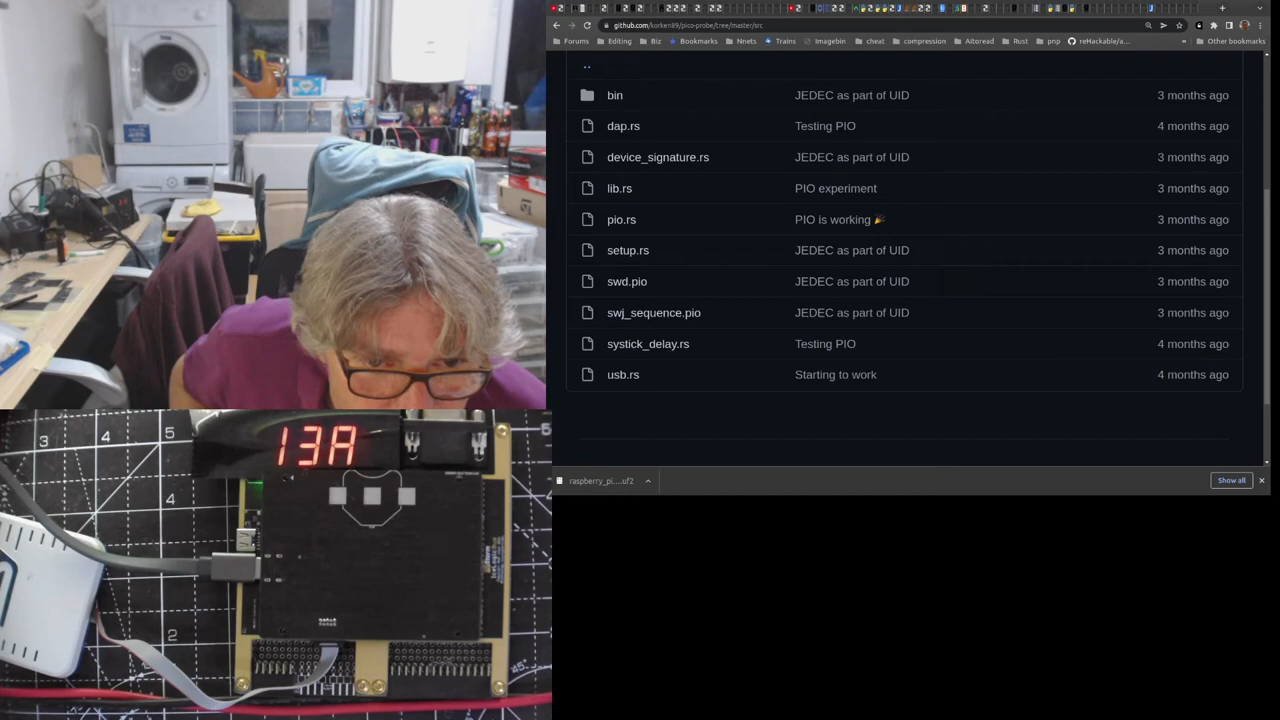 github.com/korken89/pico-probe/tree/master/src
Forums Editing Biz Bookmarks Nnets Trains Imagebin cheat compression Altoread Rust pnp reHackable/a... » Other bookmarks
..
bin JEDEC as part of UID 3 months ago
dap.rs Testing PIO 4 months ago
device_signature.rs JEDEC as part of UID 3 months ago
lib.rs PIO experiment 3 months ago
pio.rs PIO is working 🎉 3 months ago
setup.rs JEDEC as part of UID 3 months ago
swd.pio JEDEC as part of UID 3 months ago
swj_sequence.pio JEDEC as part of UID 3 months ago
systick_delay.rs Testing PIO 4 months ago
usb.rs Starting to work 4 months ago
raspberry_pi....uf2 Show all
13A
3 4 5
4
2
45°